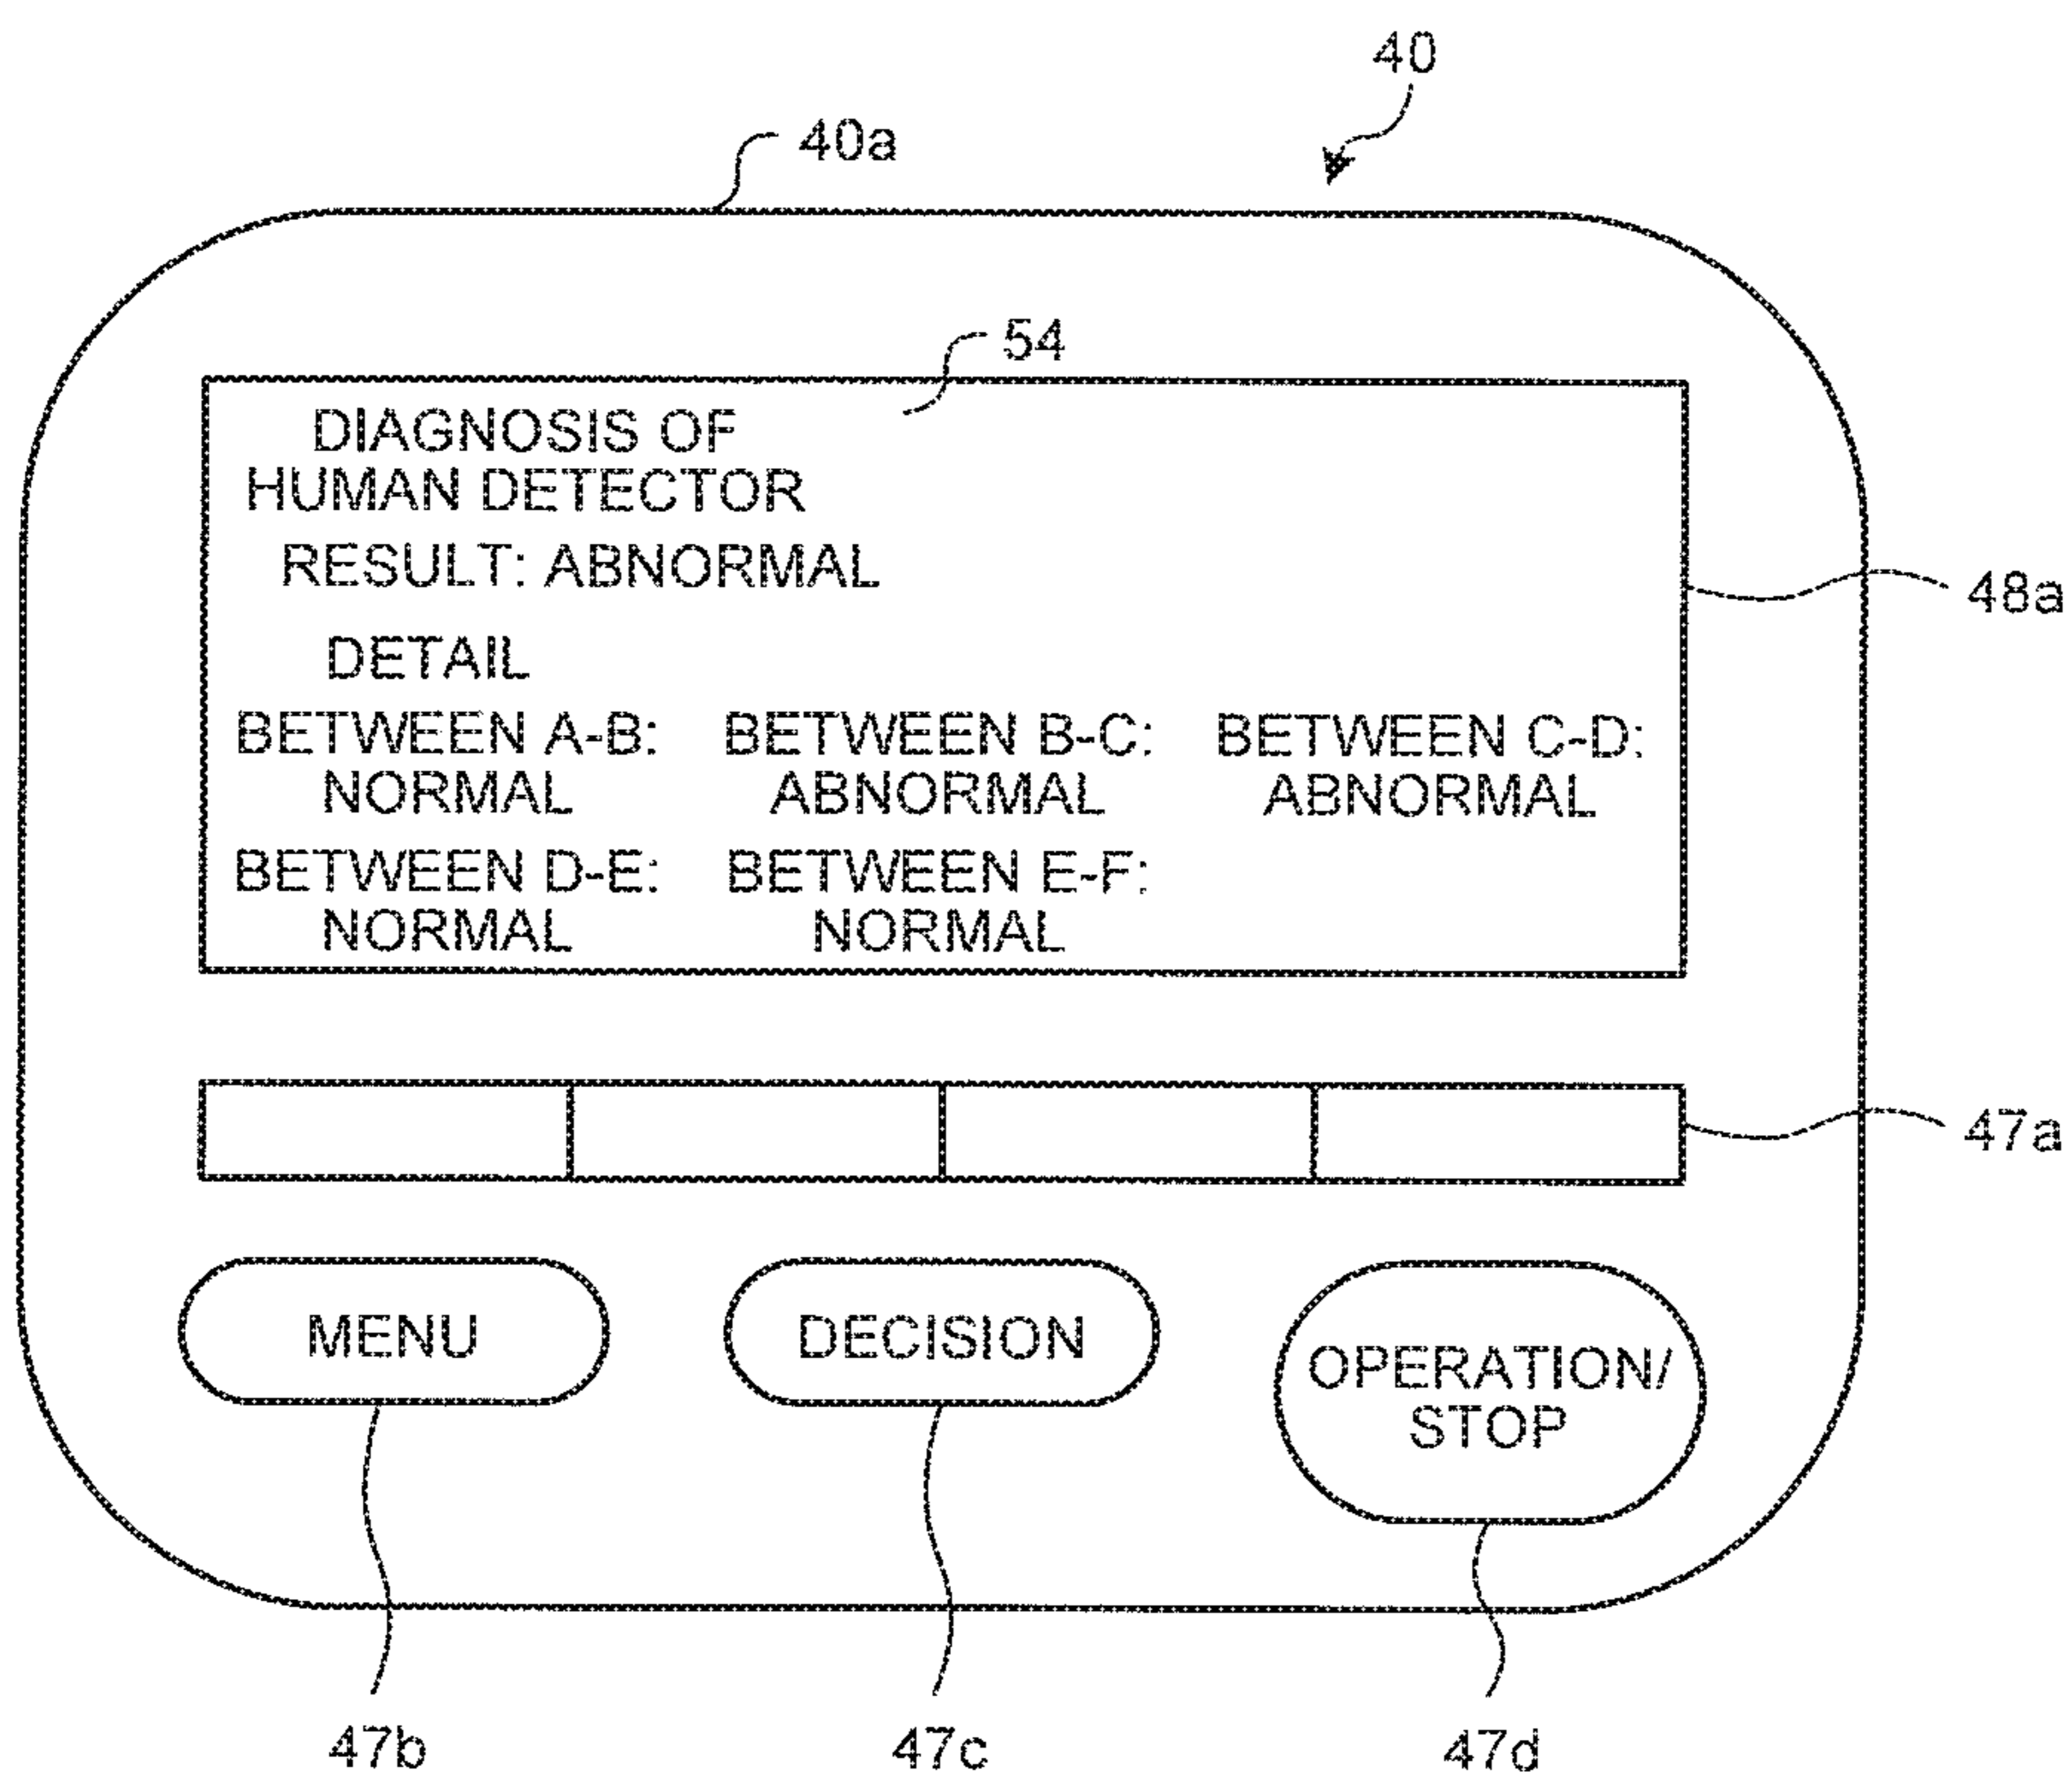 40
40a
54
DIAGNOSIS OF
HUMAN DETECTOR
RESULT: ABNORMAL
48a
DETAIL
BETWEEN A-B: BETWEEN B-C: BETWEEN C-D:
NORMAL ABNORMAL ABNORMAL
BETWEEN D-E: BETWEEN E-F:
NORMAL NORMAL
47a
MENU DECISION OPERATION/
STOP
47b 47c 47d